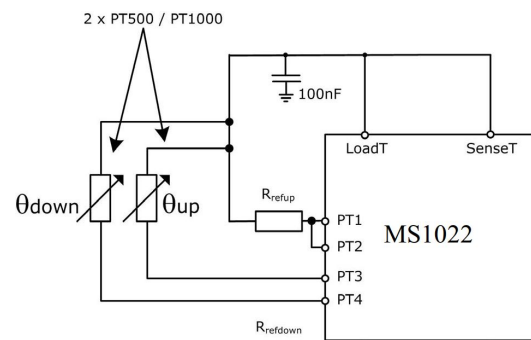 2 x PT500 / PT1000
100nF
LoadT
SenseT
θdown
θup
Rrefup
PT1
PT2
MS1022
PT3
PT4
Rrefdown